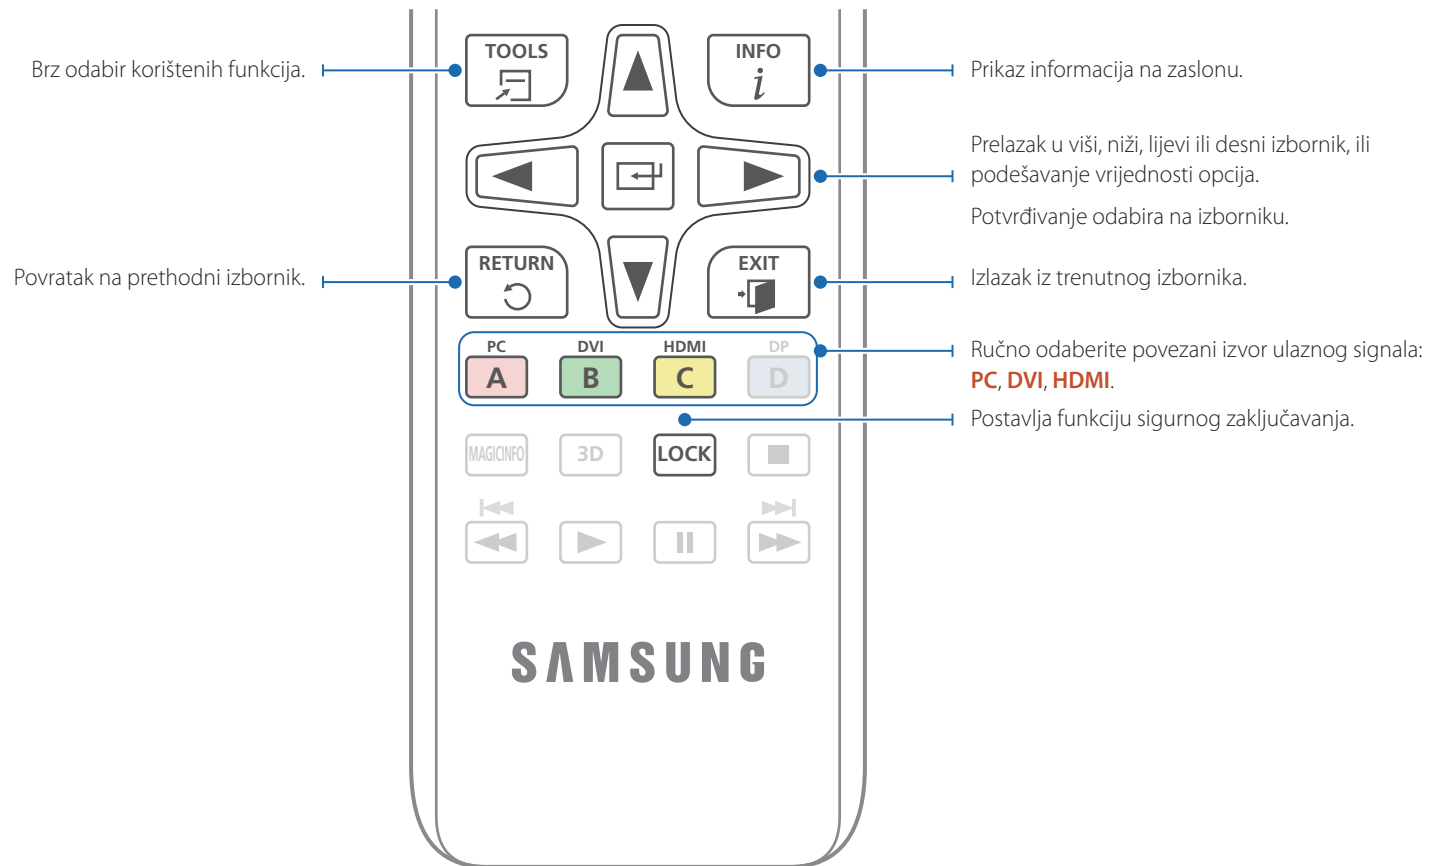 TOOLS
INFO
i
Brz odabir korištenih funkcija.
Prikaz informacija na zaslonu.
Prelazak u viši, niži, lijevi ili desni izbornik, ili
podešavanje vrijednosti opcija.
Potvrđivanje odabira na izborniku.
RETURN
EXIT
Povratak na prethodni izbornik.
Izlazak iz trenutnog izbornika.
PC DVI HDMI DP
A B C D
Ručno odaberite povezani izvor ulaznog signala:
PC, DVI, HDMI.
Postavlja funkciju sigurnog zaključavanja.
MAGICINFO 3D LOCK
SAMSUNG